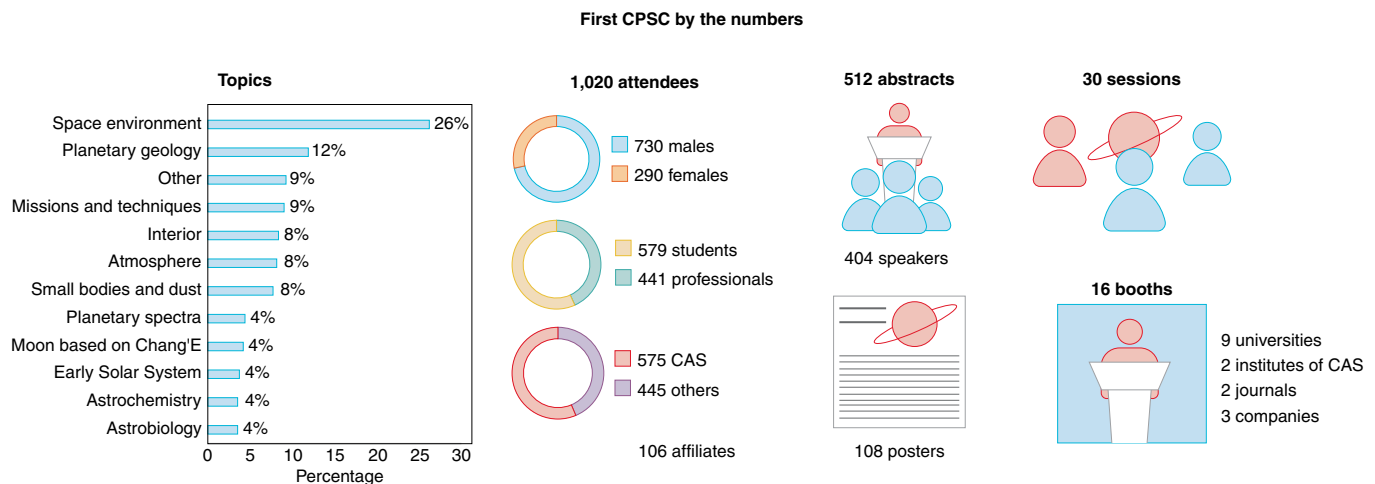 First CPSC by the numbers
Topics
Space environment 26%
Planetary geology 12%
Other 9%
Missions and techniques 9%
Interior 8%
Atmosphere 8%
Small bodies and dust 8%
Planetary spectra 4%
Moon based on Chang'E 4%
Early Solar System 4%
Astrochemistry 4%
Astrobiology 4%
0 5 10 15 20 25 30
Percentage
1,020 attendees
730 males
290 females
579 students
441 professionals
575 CAS
445 others
106 affiliates
512 abstracts
404 speakers
108 posters
30 sessions
16 booths
9 universities
2 institutes of CAS
2 journals
3 companies